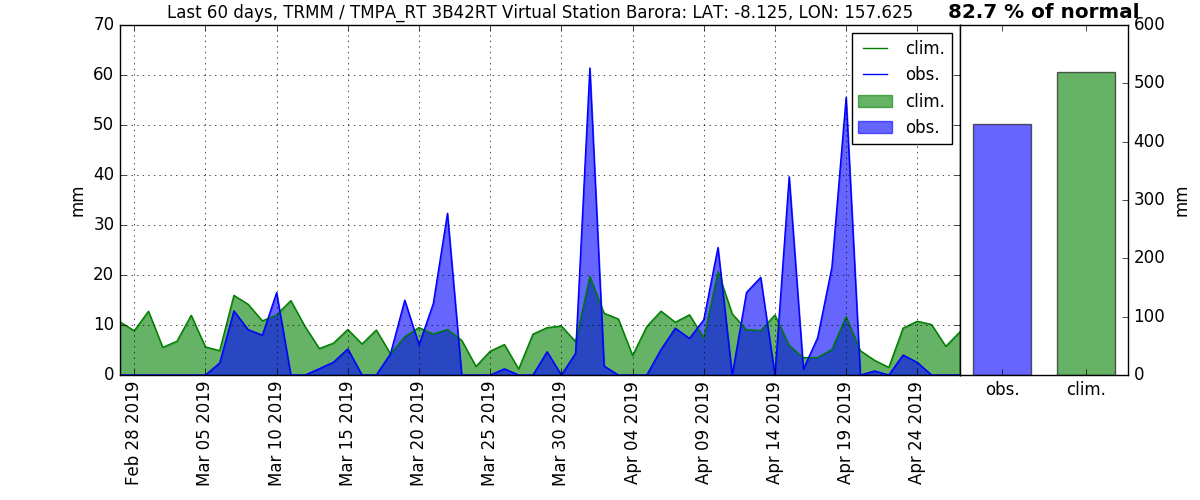 Last 60 days, TRMM / TMPA_RT 3B42RT Virtual Station Barora: LAT: -8.125, LON: 157.625
82.7 % of normal
70
60
50
40
30
20
10
0
mm
clim.
obs.
clim.
obs.
600
500
400
300
200
100
0
mm
Feb 28 2019
Mar 05 2019
Mar 10 2019
Mar 15 2019
Mar 20 2019
Mar 25 2019
Mar 30 2019
Apr 04 2019
Apr 09 2019
Apr 14 2019
Apr 19 2019
Apr 24 2019
obs.
clim.